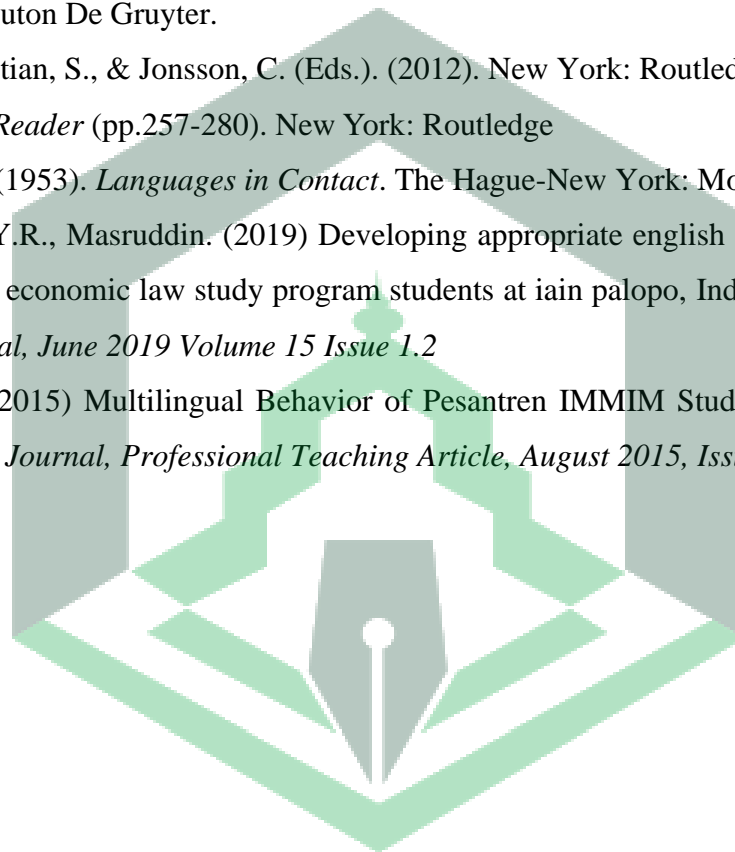 uton De Gruyter.
tian, S., & Jonsson, C. (Eds.). (2012). New York: Routled
Reader (pp.257-280). New York: Routledge
(1953). Languages in Contact. The Hague-New York: Mo
Y.R., Masruddin. (2019) Developing appropriate english
economic law study program students at iain palopo, Ind
al, June 2019 Volume 15 Issue 1.2
2015) Multilingual Behavior of Pesantren IMMIM Stud
Journal, Professional Teaching Article, August 2015, Iss